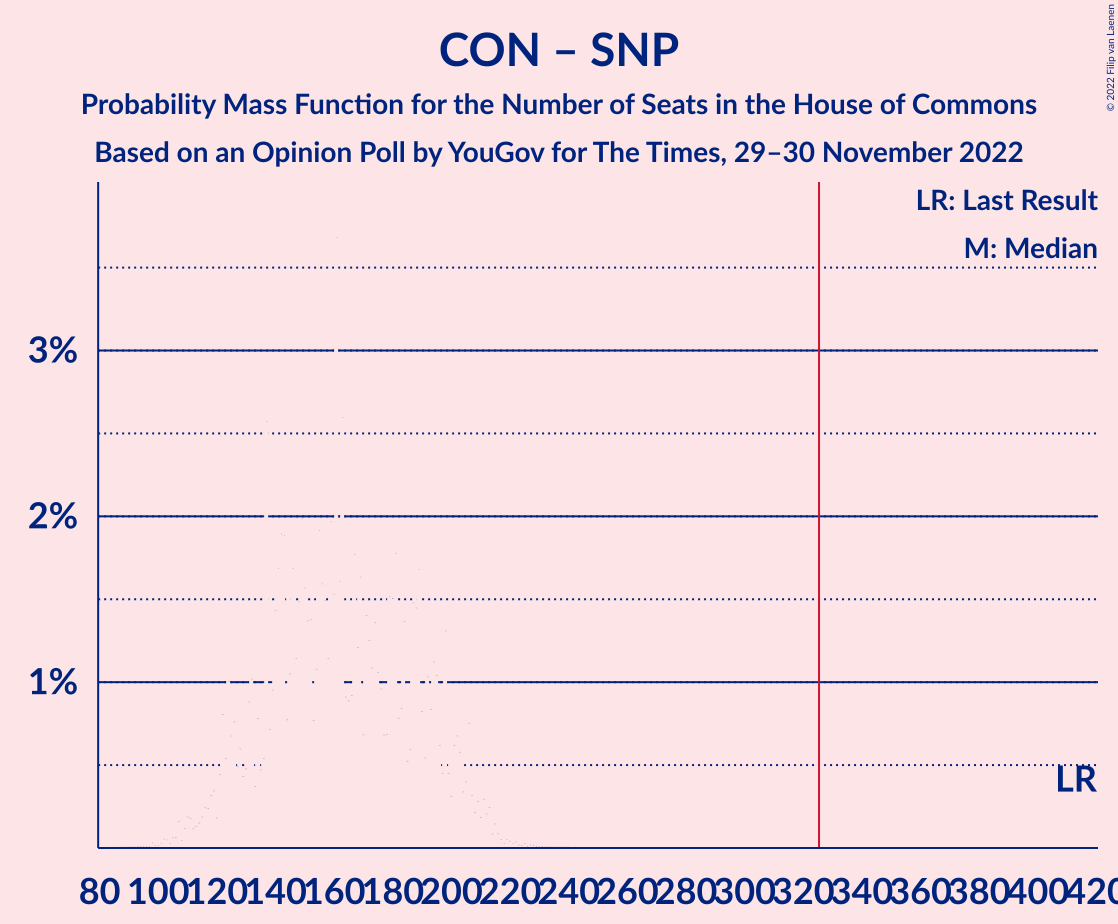 CON – SNP
Probability Mass Function for the Number of Seats in the House of Commons
Based on an Opinion Poll by YouGov for The Times, 29–30 November 2022
© 2022 Filip van Laenen
LR: Last Result
M: Median
3%
2%
1%
LR
80 100 120 140 160 180 200 220 240 260 280 300 320 340 360 380 400 420